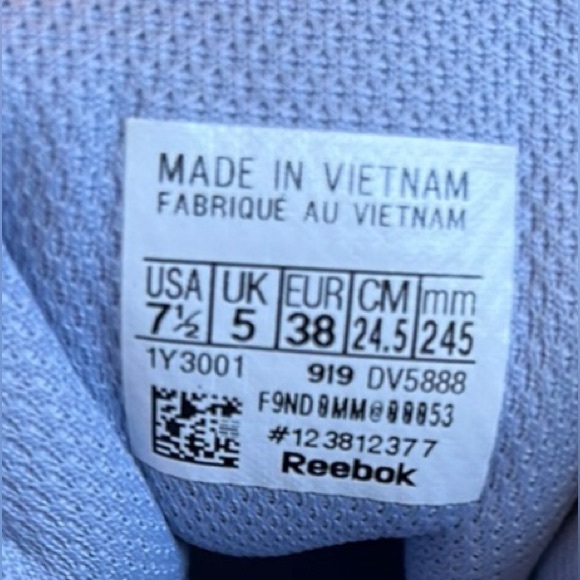 MADE IN VIETNAM
FABRIQUÉ AU VIETNAM
USA UK EUR CM mm
7½ 5 38 24.5 245
1Y3001 919 DV5888
#123812377
Reebok